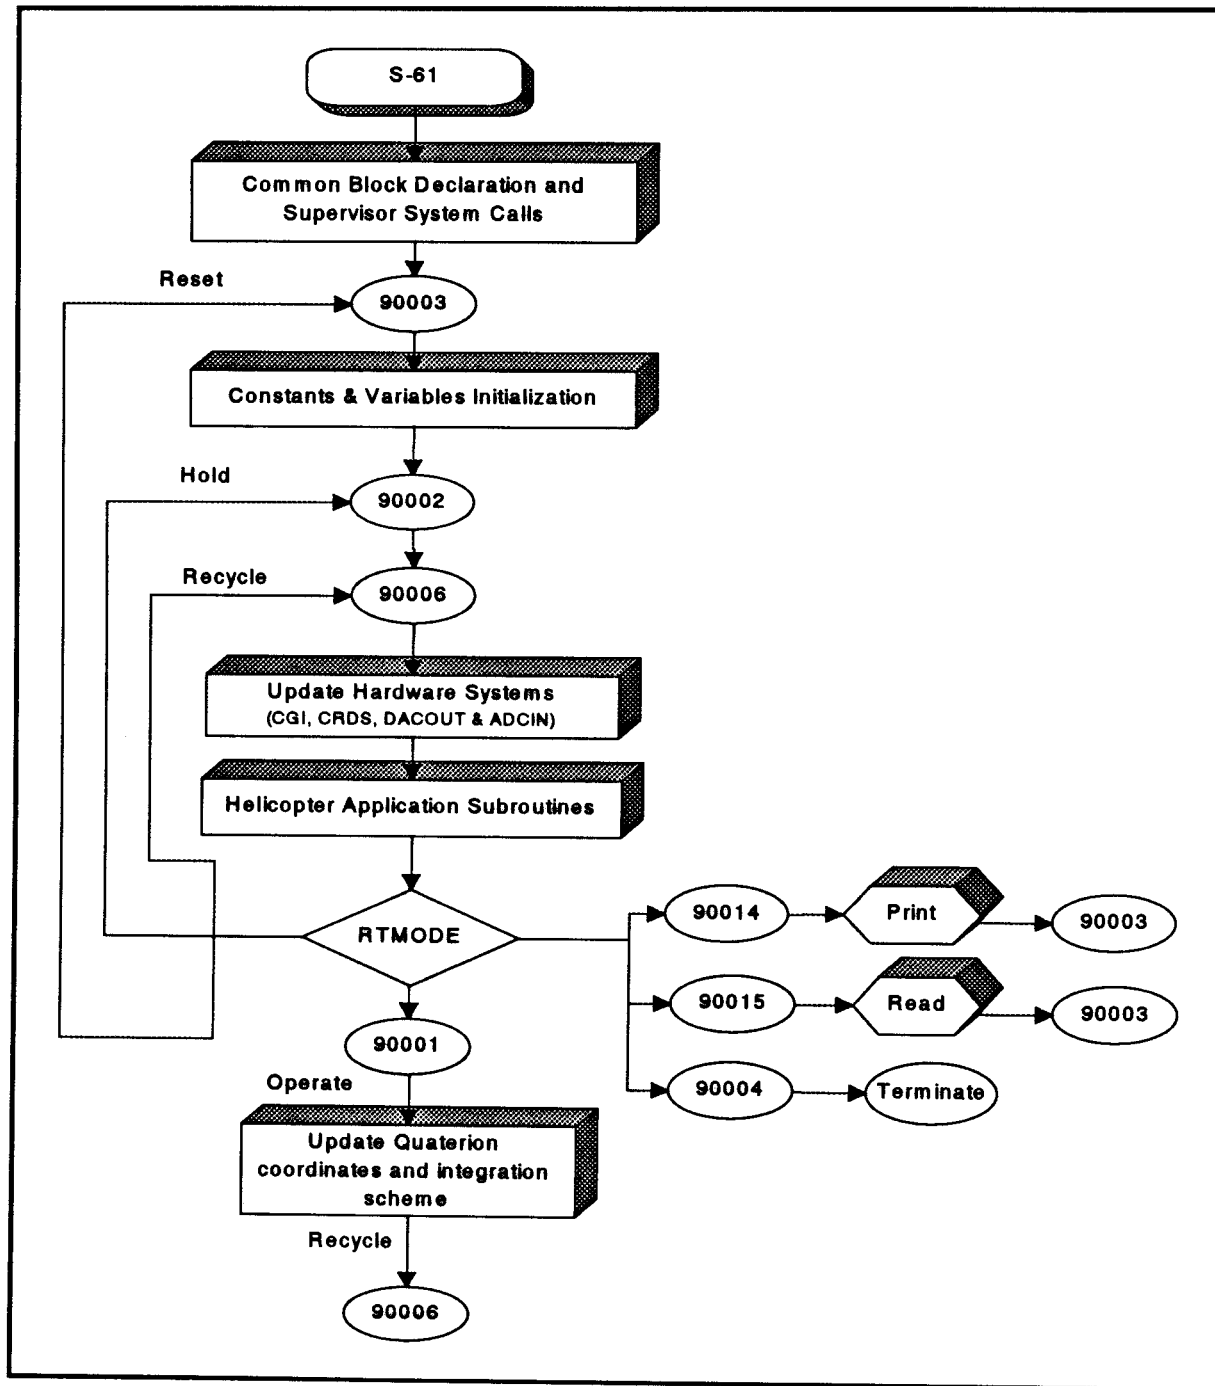 S-61
Common Block Declaration and
Supervisor System Calls
Reset
90003
Constants & Variables Initialization
Hold
90002
Recycle
90006
Update Hardware Systems
(CGI, CRDS, DACOUT & ADCIN)
Helicopter Application Subroutines
RTMODE
90014
Print
90003
90015
Read
90003
90001
90004
Terminate
Operate
Update Quaterion
coordinates and integration
scheme
Recycle
90006